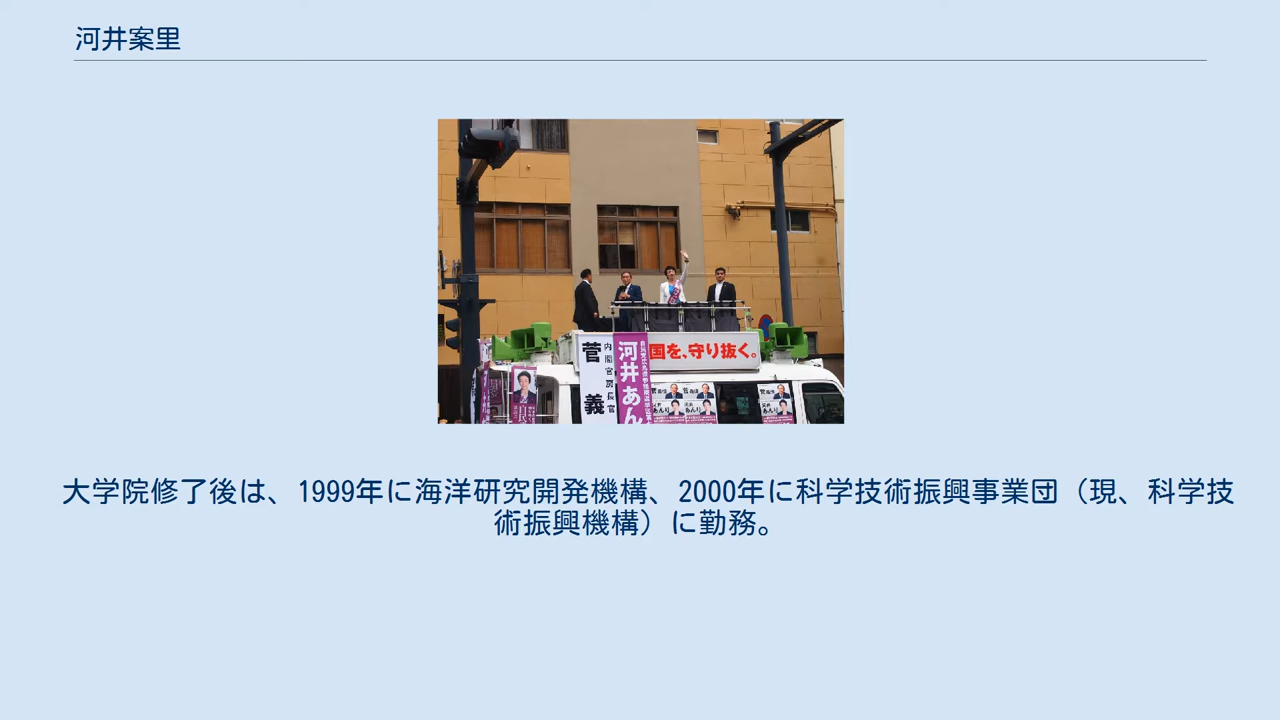 河井案里
国を、守り抜く。
菅 義
内閣官房長官
河井あん
大学院修了後は、1999年に海洋研究開発機構、2000年に科学技術振興事業団（現、科学技
術振興機構）に勤務。